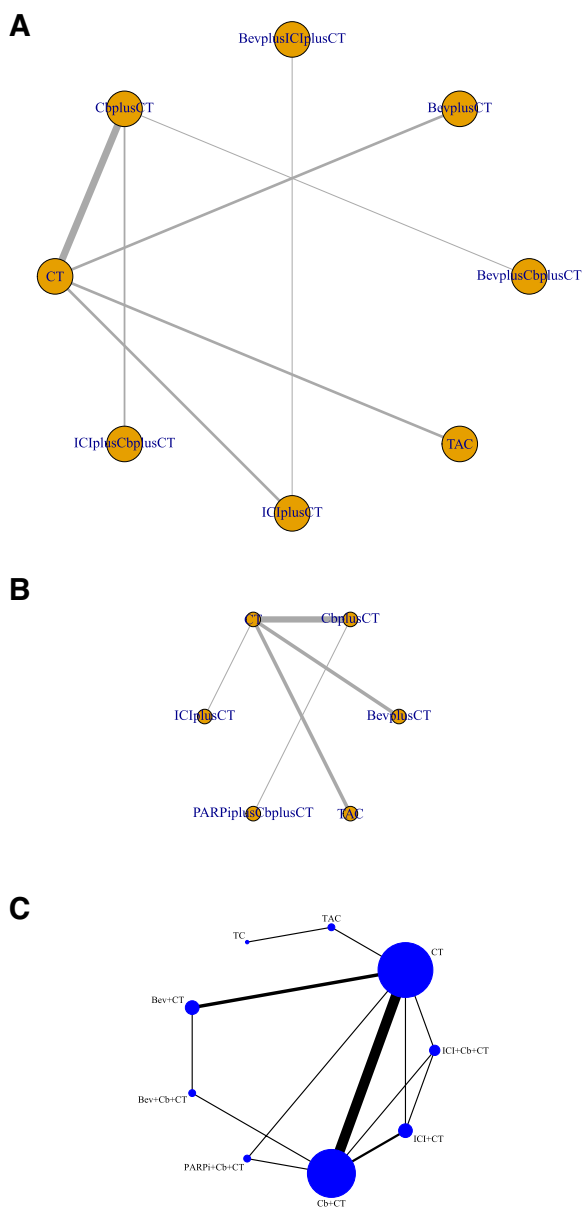 A
BevplusICIplusCT
CbplusCT
BevplusCT
CT
BevplusCbplusCT
ICIplusCbplusCT
TAC
ICIplusCT
B
CT
CbplusCT
ICIplusCT
BevplusCT
PARPiplusCbplusCT
TAC
C
TAC
TC
CT
Bev+CT
ICI+Cb+CT
Bev+Cb+CT
ICI+CT
PARPi+Cb+CT
Cb+CT